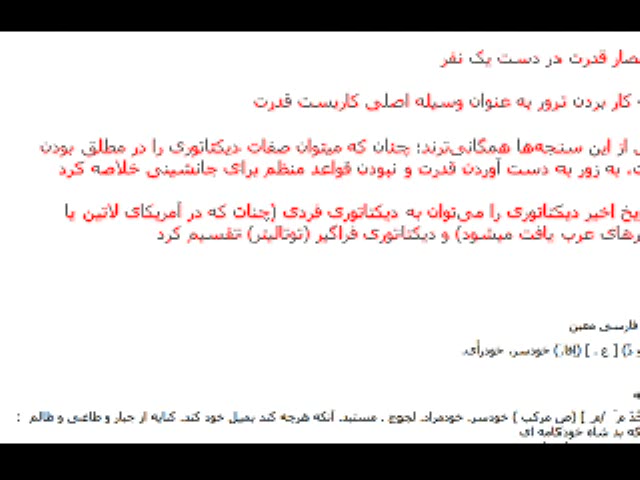 قدرت در دست یک نفر
کار بردن ترور به عنوان وسیله اصلی کاربست قدرت
از این سنجه‌ها همگانی‌ترند؛ چنان که میتوان صفات دیکتاتوری را در مطلق بودن
به زور به دست آوردن قدرت و نبودن قواعد منظم برای جانشینی خلاصه کرد
اخیر دیکتاتوری را می‌توان به دیکتاتوری فردی (چنان که در آمریکای لاتین یا
عرب یافت میشود) و دیکتاتوری فراگیر (توتالیتر) تقسیم کرد
فارسی معین
[ ع . ] خودسر، خودرأی.
[ (ص مرکب ) خودسر. خودمراد. لجوج . مستبد. آنکه هرچه کند بمیل خود کند. کنایه از جبار و طاغی و ظالم :
که بد شاه خودکامه ای